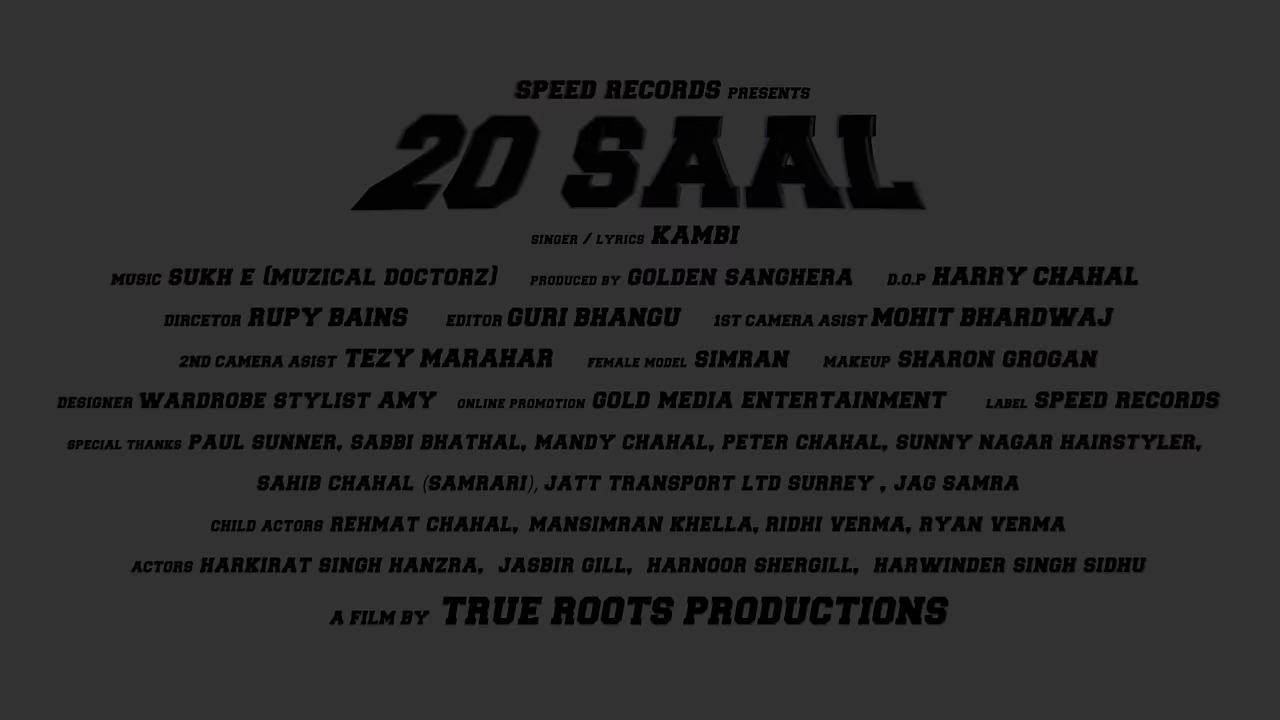 SPEED RECORDS PRESENTS
20 SAAL
SINGER / LYRICS KAMBI
MUSIC SUKH E (MUZICAL DOCTORZ) PRODUCED BY GOLDEN SANGHERA D.O.P HARRY CHAHAL
DIRCETOR RUPY BAINS EDITOR GURI BHANGU 1ST CAMERA ASIST MOHIT BHARDWAJ
2ND CAMERA ASIST TEZY MARAHAR FEMALE MODEL SIMRAN MAKEUP SHARON GROGAN
DESIGNER WARDROBE STYLIST AMY ONLINE PROMOTION GOLD MEDIA ENTERTAINMENT LABEL SPEED RECORDS
SPECIAL THANKS PAUL SUNNER, SABBI BHATHAL, MANDY CHAHAL, PETER CHAHAL, SUNNY NAGAR HAIRSTYLER,
SAHIB CHAHAL (SAMRARI), JATT TRANSPORT LTD SURREY , JAG SAMRA
CHILD ACTORS REHMAT CHAHAL, MANSIMRAN KHELLA, RIDHI VERMA, RYAN VERMA
ACTORS HARKIRAT SINGH HANZRA, JASBIR GILL, HARNOOR SHERGILL, HARWINDER SINGH SIDHU
A FILM BY TRUE ROOTS PRODUCTIONS